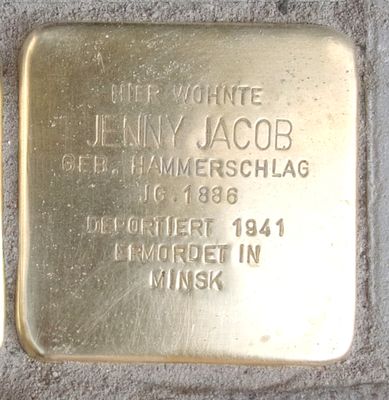 HIER WOHNTE
JENNY JACOB
GEB. HAMMERSCHLAG
JG. 1886
DEPORTIERT 1941
ERMORDET IN
MINSK